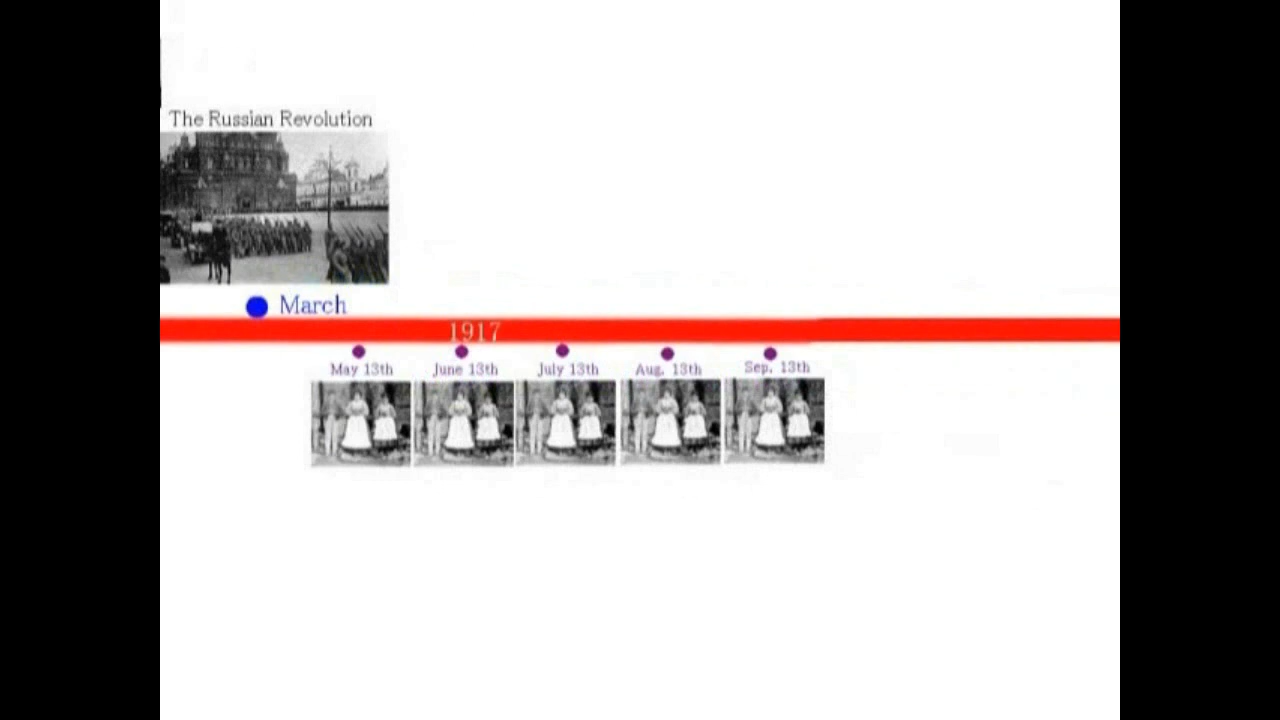 The Russian Revolution
March
1917
May 13th
June 13th
July 13th
Aug. 13th
Sep. 13th